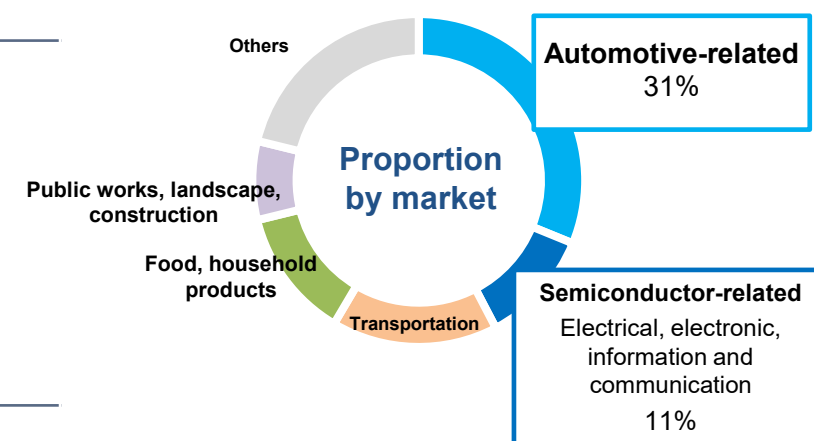 Others
Automotive-related
31%
Proportion
by market
Public works, landscape,
construction
Food, household
products
Transportation
Semiconductor-related
Electrical, electronic,
information and
communication
11%